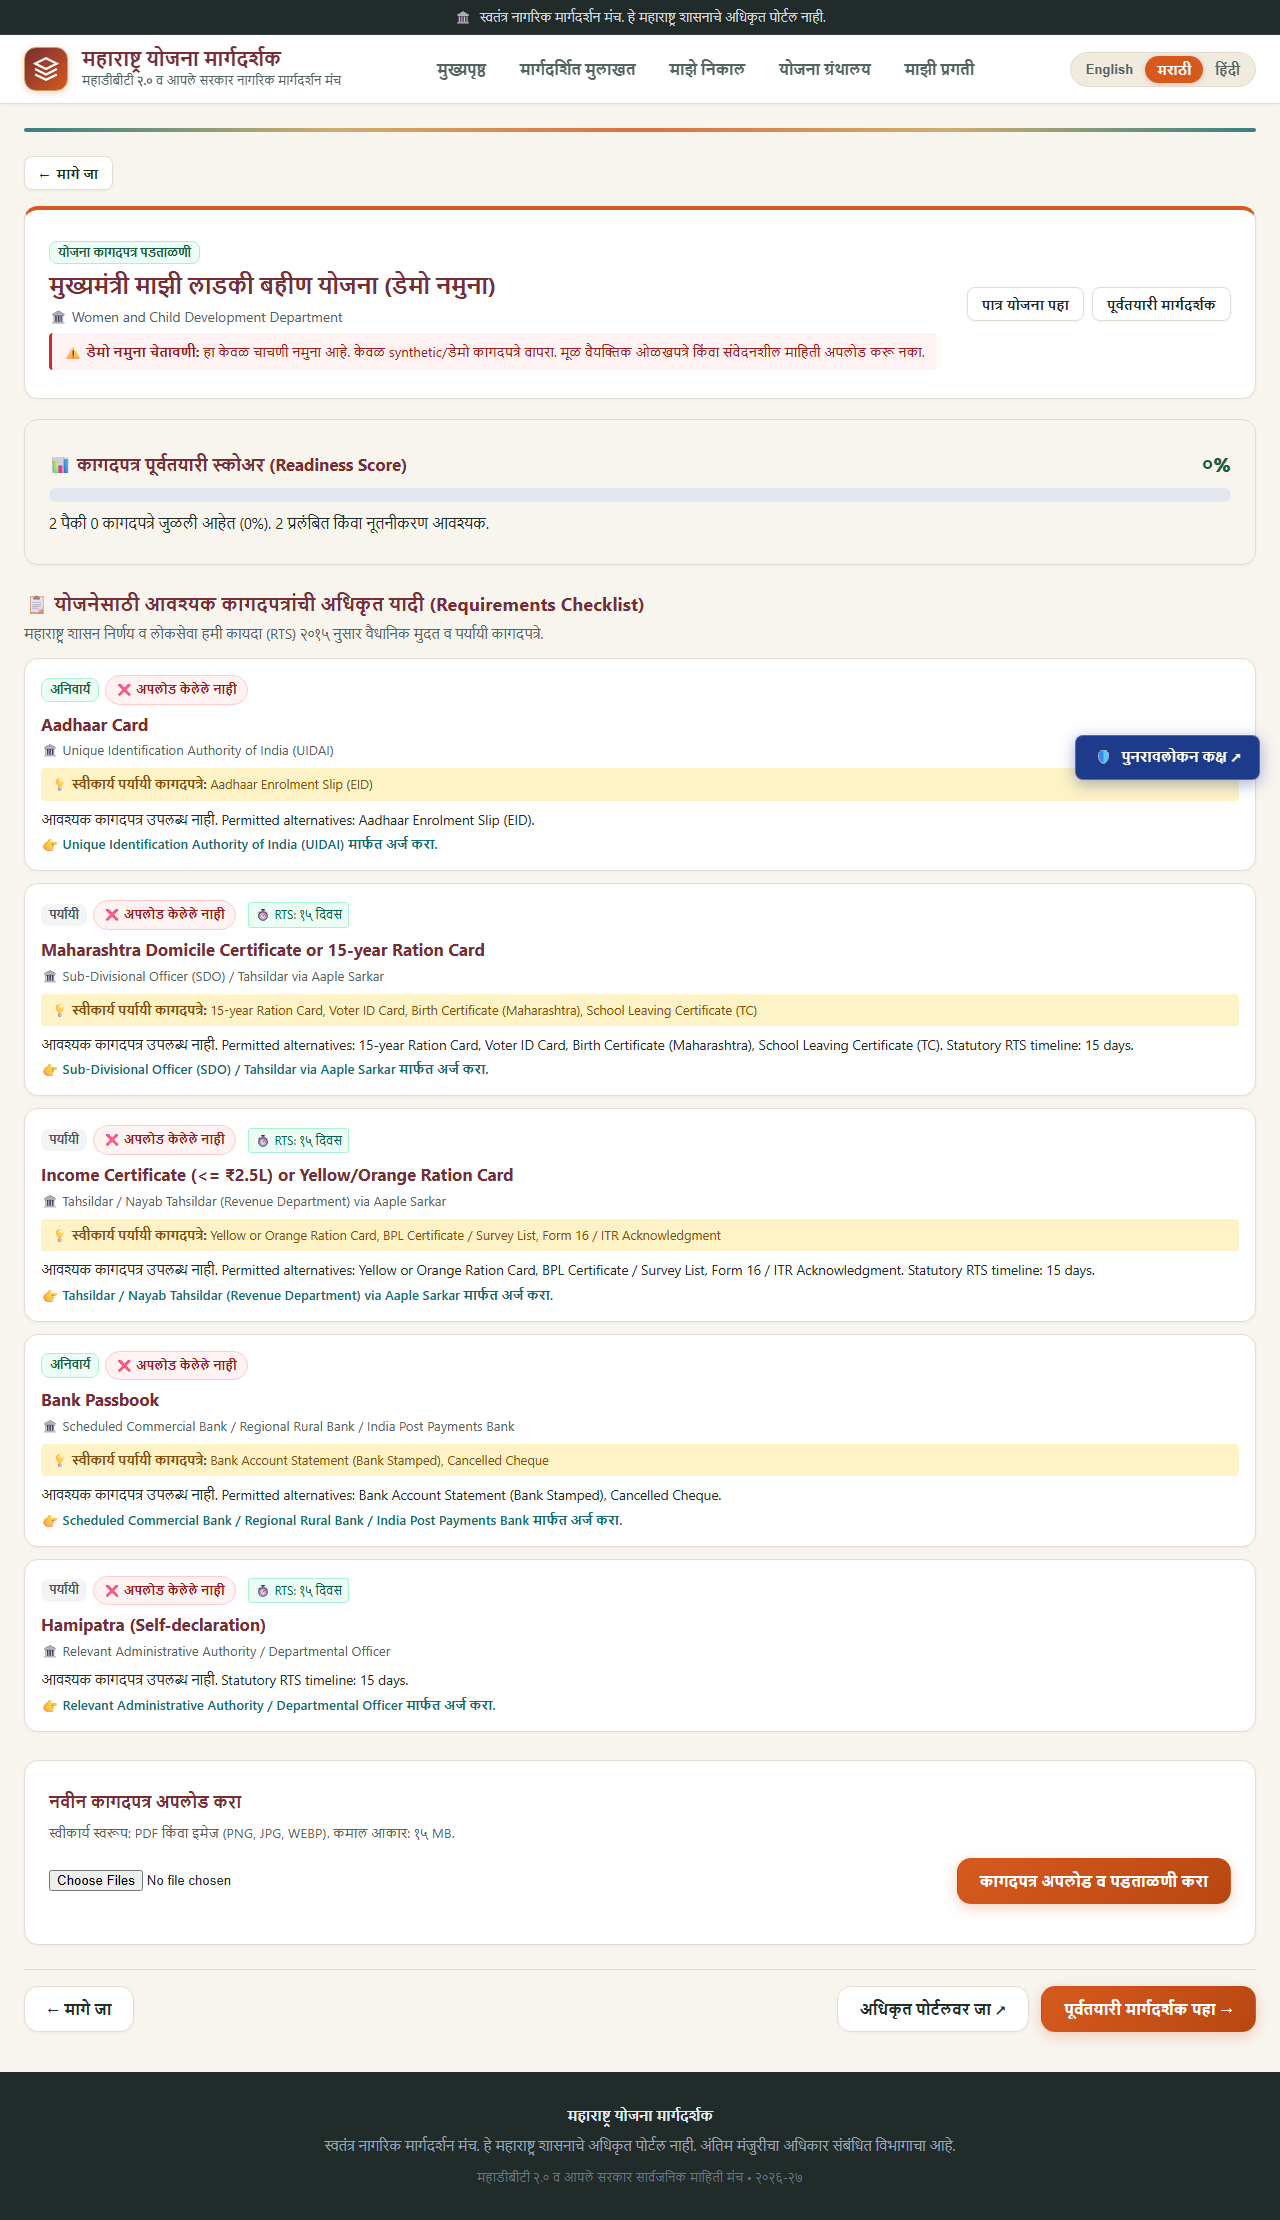 🏛️ स्वतंत्र नागरिक मार्गदर्शन मंच. हे महाराष्ट्र शासनाचे अधिकृत पोर्टल नाही.
महाराष्ट्र योजना मार्गदर्शक
महाडीबीटी २.० व आपले सरकार नागरिक मार्गदर्शन मंच
मुख्यपृष्ठ मार्गदर्शित मुलाखत माझे निकाल योजना ग्रंथालय माझी प्रगती
English मराठी हिंदी
← मागे जा
योजना कागदपत्र पडताळणी
मुख्यमंत्री माझी लाडकी बहीण योजना (डेमो नमुना)
🏛️ Women and Child Development Department
पात्र योजना पहा पूर्वतयारी मार्गदर्शक
⚠️ डेमो नमुना चेतावणी: हा केवळ चाचणी नमुना आहे. केवळ synthetic/डेमो कागदपत्रे वापरा. मूळ वैयक्तिक ओळखपत्रे किंवा संवेदनशील माहिती अपलोड करू नका.
📊 कागदपत्र पूर्वतयारी स्कोअर (Readiness Score) ०%
2 पैकी 0 कागदपत्रे जुळली आहेत (0%). 2 प्रलंबित किंवा नूतनीकरण आवश्यक.
📋 योजनेसाठी आवश्यक कागदपत्रांची अधिकृत यादी (Requirements Checklist)
महाराष्ट्र शासन निर्णय व लोकसेवा हमी कायदा (RTS) २०१५ नुसार वैधानिक मुदत व पर्यायी कागदपत्रे.
अनिवार्य ❌ अपलोड केलेले नाही
Aadhaar Card
🏛️ Unique Identification Authority of India (UIDAI)
🛡️ पुनरावलोकन कक्ष ↗
💡 स्वीकार्य पर्यायी कागदपत्रे: Aadhaar Enrolment Slip (EID)
आवश्यक कागदपत्र उपलब्ध नाही. Permitted alternatives: Aadhaar Enrolment Slip (EID).
👉 Unique Identification Authority of India (UIDAI) मार्फत अर्ज करा.
पर्यायी ❌ अपलोड केलेले नाही ⏱️ RTS: १५ दिवस
Maharashtra Domicile Certificate or 15-year Ration Card
🏛️ Sub-Divisional Officer (SDO) / Tahsildar via Aaple Sarkar
💡 स्वीकार्य पर्यायी कागदपत्रे: 15-year Ration Card, Voter ID Card, Birth Certificate (Maharashtra), School Leaving Certificate (TC)
आवश्यक कागदपत्र उपलब्ध नाही. Permitted alternatives: 15-year Ration Card, Voter ID Card, Birth Certificate (Maharashtra), School Leaving Certificate (TC). Statutory RTS timeline: 15 days.
👉 Sub-Divisional Officer (SDO) / Tahsildar via Aaple Sarkar मार्फत अर्ज करा.
पर्यायी ❌ अपलोड केलेले नाही ⏱️ RTS: १५ दिवस
Income Certificate (<= ₹2.5L) or Yellow/Orange Ration Card
🏛️ Tahsildar / Nayab Tahsildar (Revenue Department) via Aaple Sarkar
💡 स्वीकार्य पर्यायी कागदपत्रे: Yellow or Orange Ration Card, BPL Certificate / Survey List, Form 16 / ITR Acknowledgment
आवश्यक कागदपत्र उपलब्ध नाही. Permitted alternatives: Yellow or Orange Ration Card, BPL Certificate / Survey List, Form 16 / ITR Acknowledgment. Statutory RTS timeline: 15 days.
👉 Tahsildar / Nayab Tahsildar (Revenue Department) via Aaple Sarkar मार्फत अर्ज करा.
अनिवार्य ❌ अपलोड केलेले नाही
Bank Passbook
🏛️ Scheduled Commercial Bank / Regional Rural Bank / India Post Payments Bank
💡 स्वीकार्य पर्यायी कागदपत्रे: Bank Account Statement (Bank Stamped), Cancelled Cheque
आवश्यक कागदपत्र उपलब्ध नाही. Permitted alternatives: Bank Account Statement (Bank Stamped), Cancelled Cheque.
👉 Scheduled Commercial Bank / Regional Rural Bank / India Post Payments Bank मार्फत अर्ज करा.
पर्यायी ❌ अपलोड केलेले नाही ⏱️ RTS: १५ दिवस
Hamipatra (Self-declaration)
🏛️ Relevant Administrative Authority / Departmental Officer
आवश्यक कागदपत्र उपलब्ध नाही. Statutory RTS timeline: 15 days.
👉 Relevant Administrative Authority / Departmental Officer मार्फत अर्ज करा.
नवीन कागदपत्र अपलोड करा
स्वीकार्य स्वरूप: PDF किंवा इमेज (PNG, JPG, WEBP). कमाल आकार: १५ MB.
Choose Files No file chosen कागदपत्र अपलोड व पडताळणी करा
← मागे जा अधिकृत पोर्टलवर जा ↗ पूर्वतयारी मार्गदर्शक पहा →
महाराष्ट्र योजना मार्गदर्शक
स्वतंत्र नागरिक मार्गदर्शन मंच. हे महाराष्ट्र शासनाचे अधिकृत पोर्टल नाही. अंतिम मंजुरीचा अधिकार संबंधित विभागाचा आहे.
महाडीबीटी २.० व आपले सरकार सार्वजनिक माहिती मंच • २०२६-२७